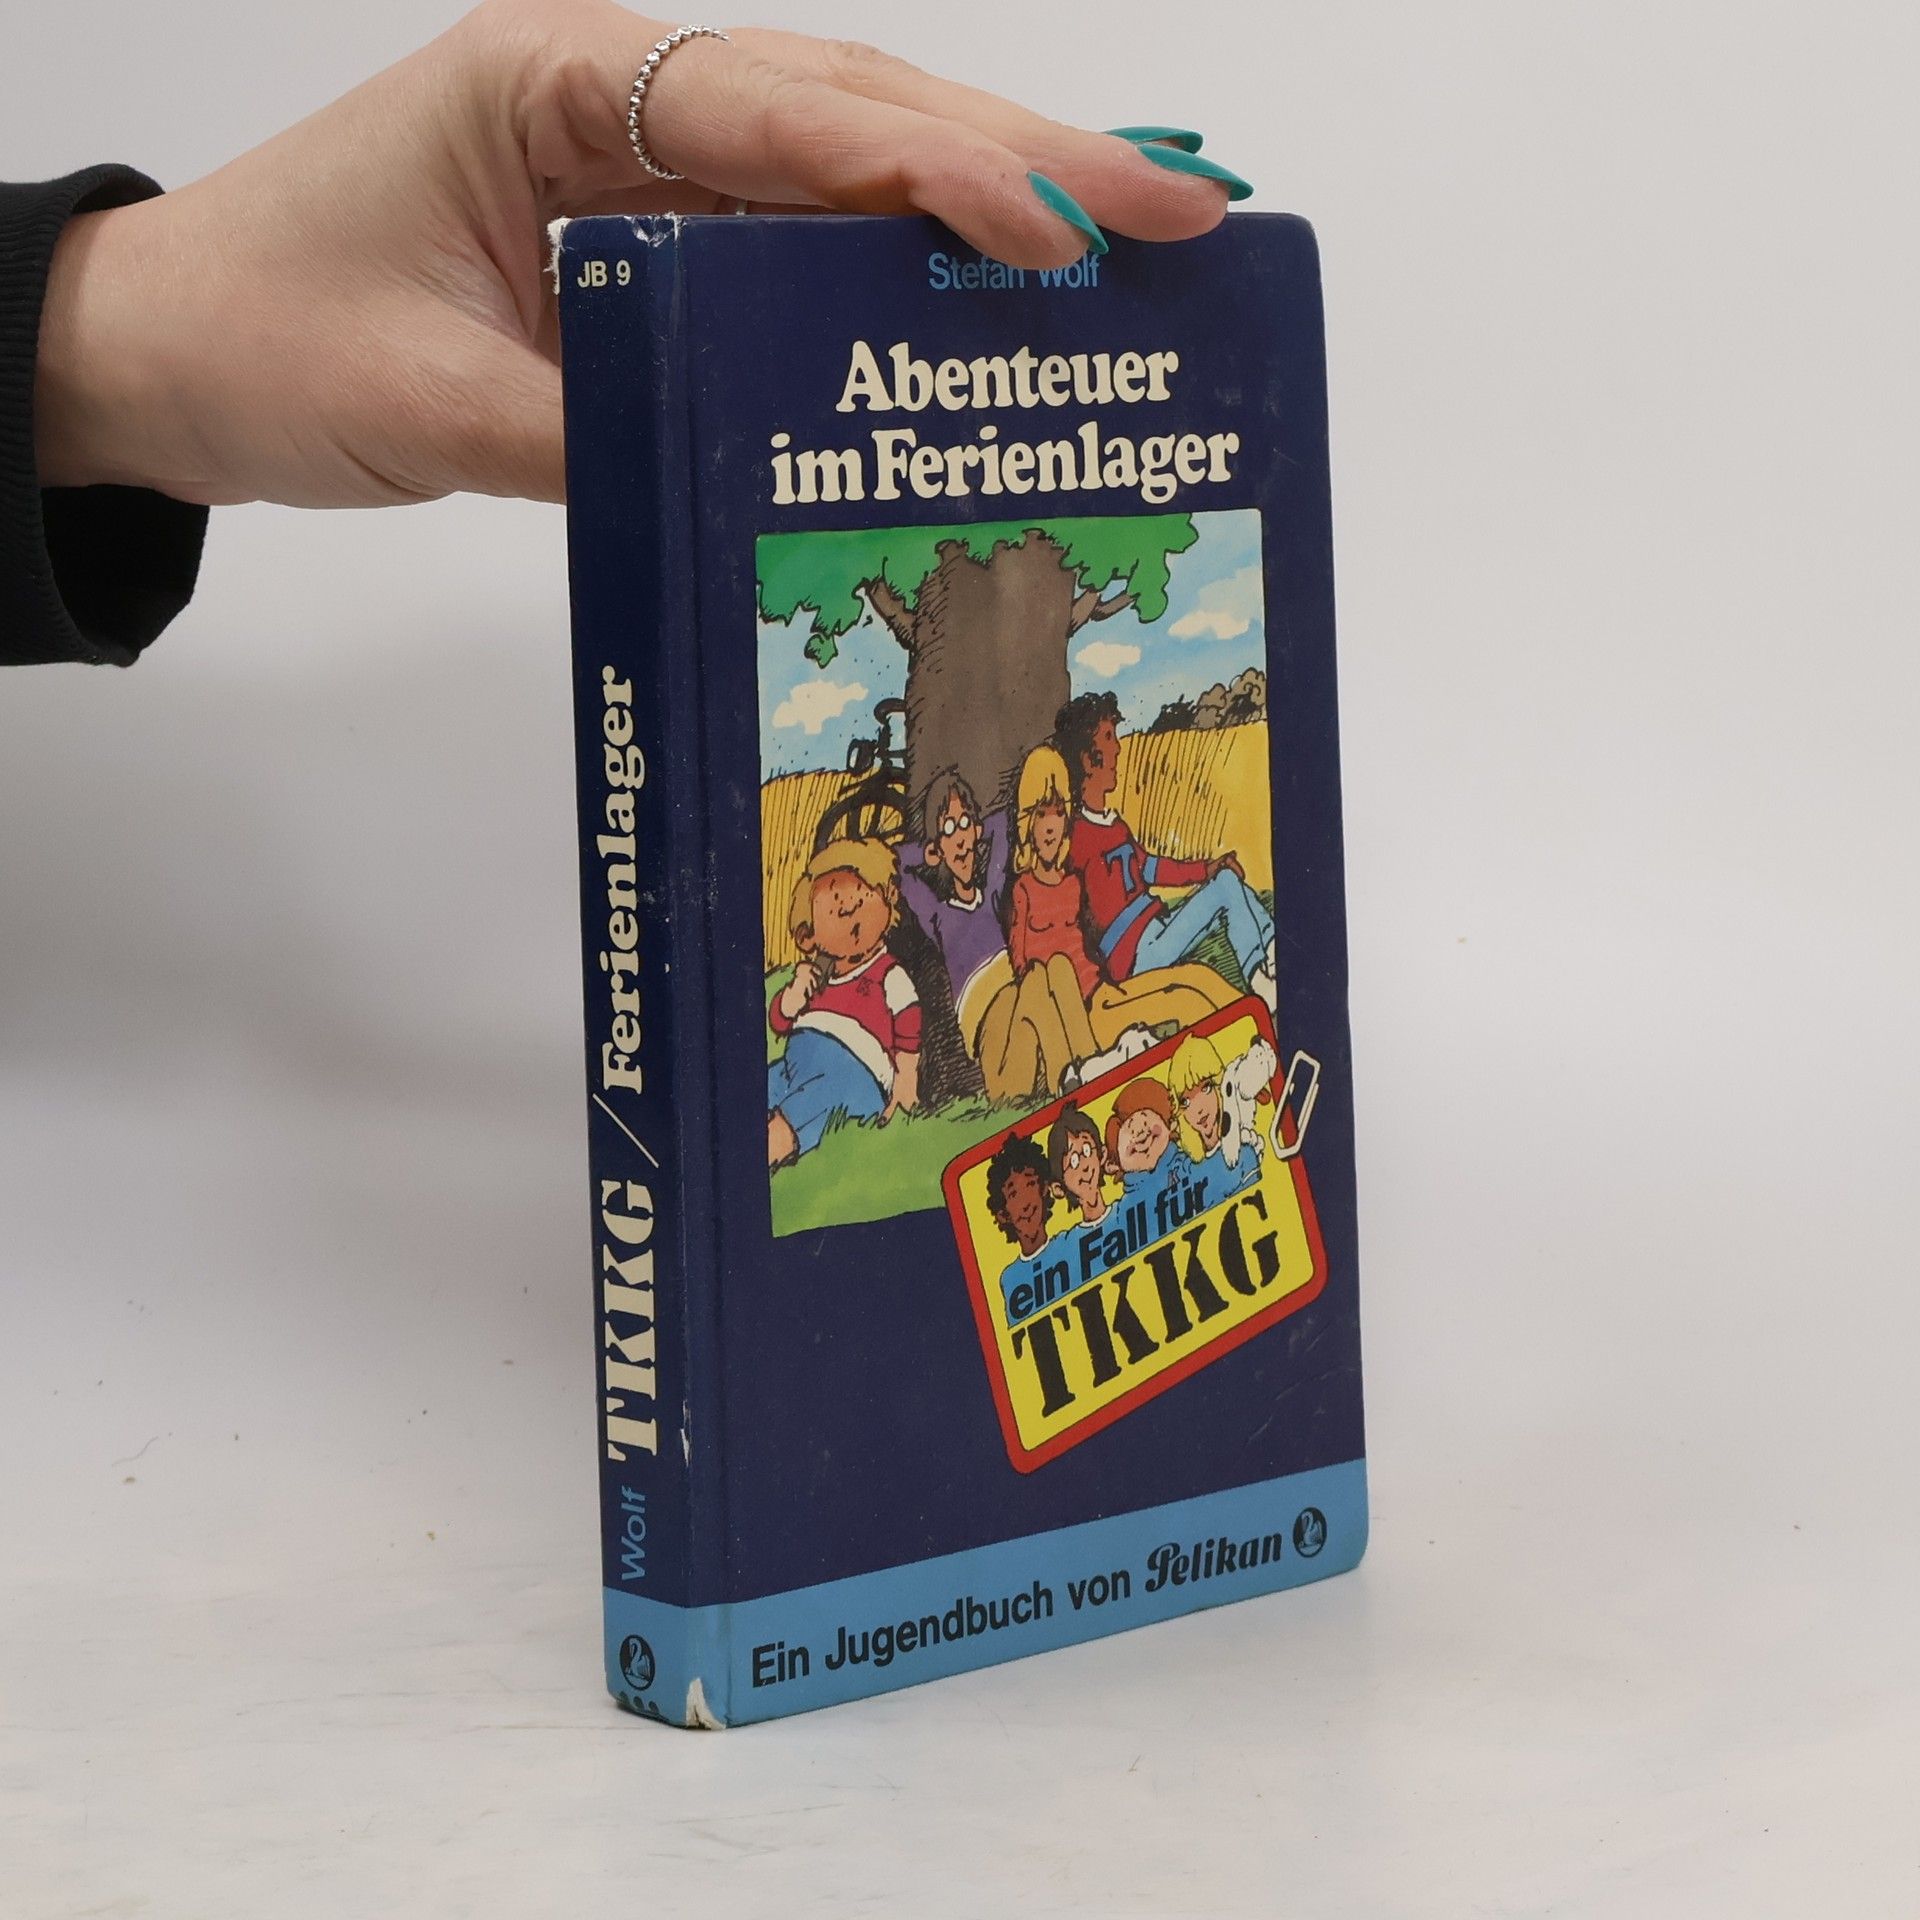 JB 9
Wolf TKKG/Ferienlager
Stefan Wolf
Abenteuer
im Ferienlager
T
ein Fall für
TKKG
Ein Jugendbuch von Pelikan